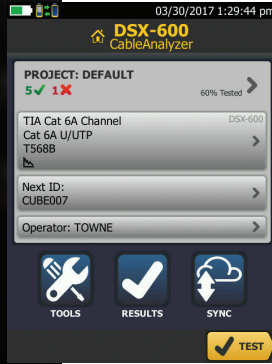 03/30/2017 1:29:44 pm
DSX-600
CableAnalyzer
PROJECT: DEFAULT
5 1
60% Tested
TIA Cat 6A Channel
DSX-600
Cat 6A U/UTP
T568B
Next ID:
CUBE007
Operator: TOWNE
TOOLS
RESULTS
SYNC
TEST